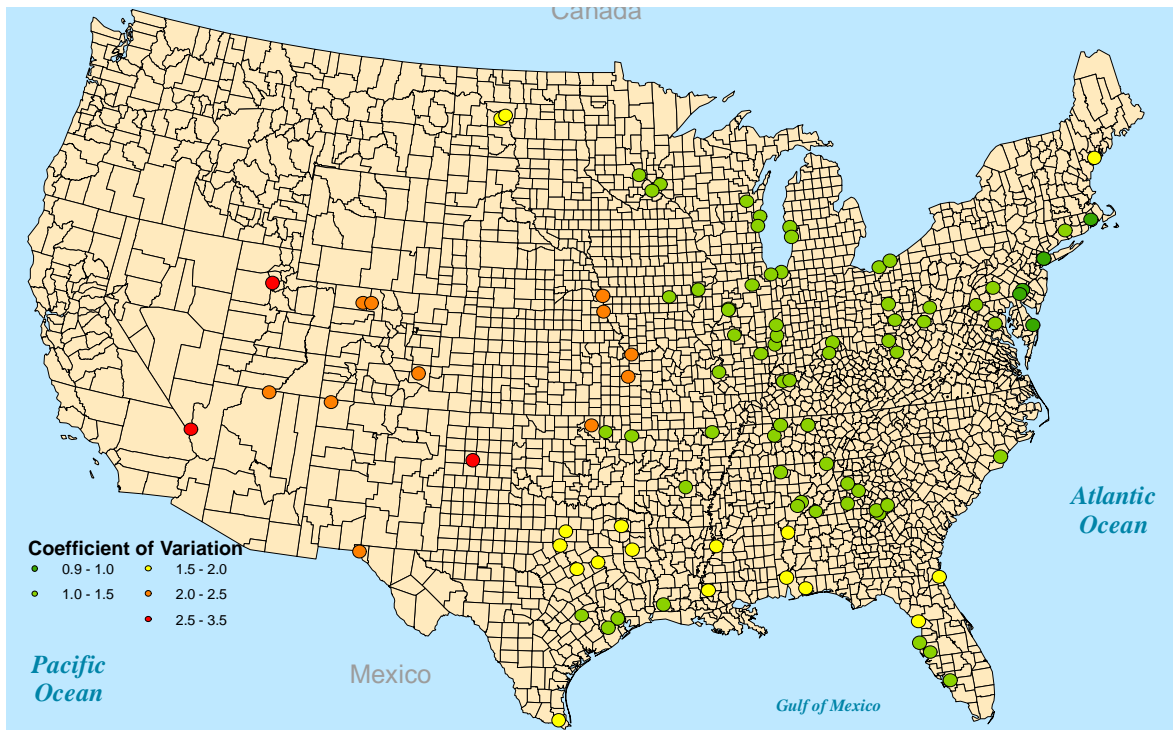 Canada
Atlantic
Ocean
Coefficient of Variation
0.9 - 1.0
1.5 - 2.0
1.0 - 1.5
2.0 - 2.5
2.5 - 3.5
Pacific
Ocean
Mexico
Gulf of Mexico